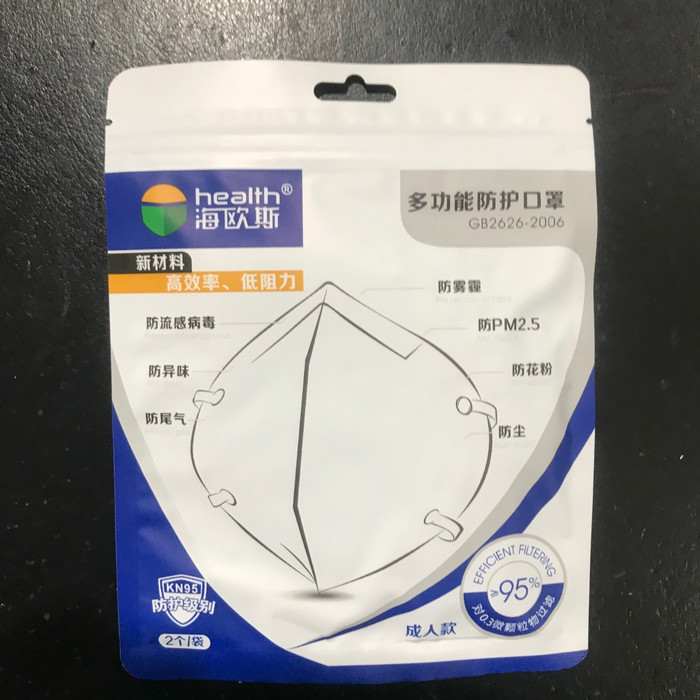 health®
海欧斯
多功能防护口罩
GB2626-2006
新材料
高效率、低阻力
防雾霾
防流感病毒
防PM2.5
防异味
防花粉
防尾气
防尘
KN95
防护级别
2个/袋
成人款
EFFICIENT FILTERING
≥95%
对0.3微颗粒物过滤